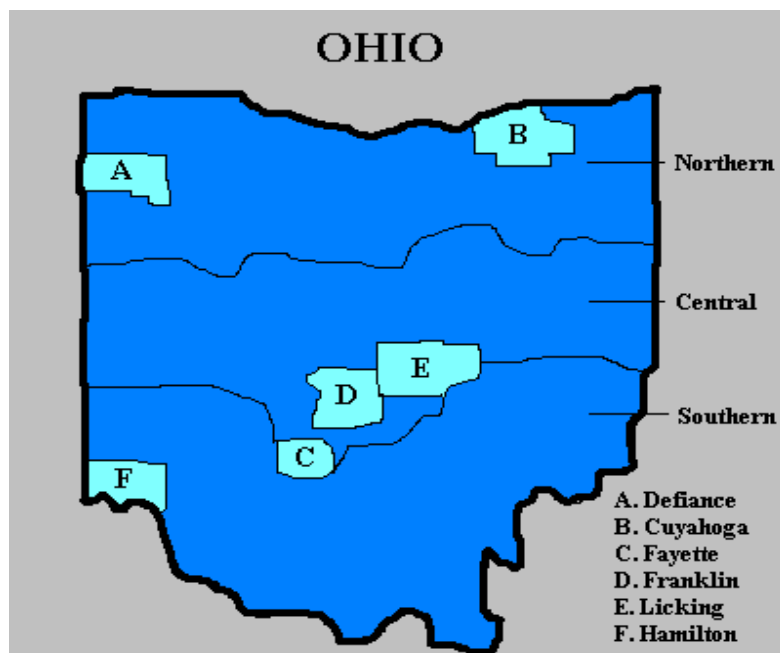 OHIO
B
A
Northern
Central
E
D
Southern
C
F
A. Defiance
B. Cuyahoga
C. Fayette
D. Franklin
E. Licking
F. Hamilton